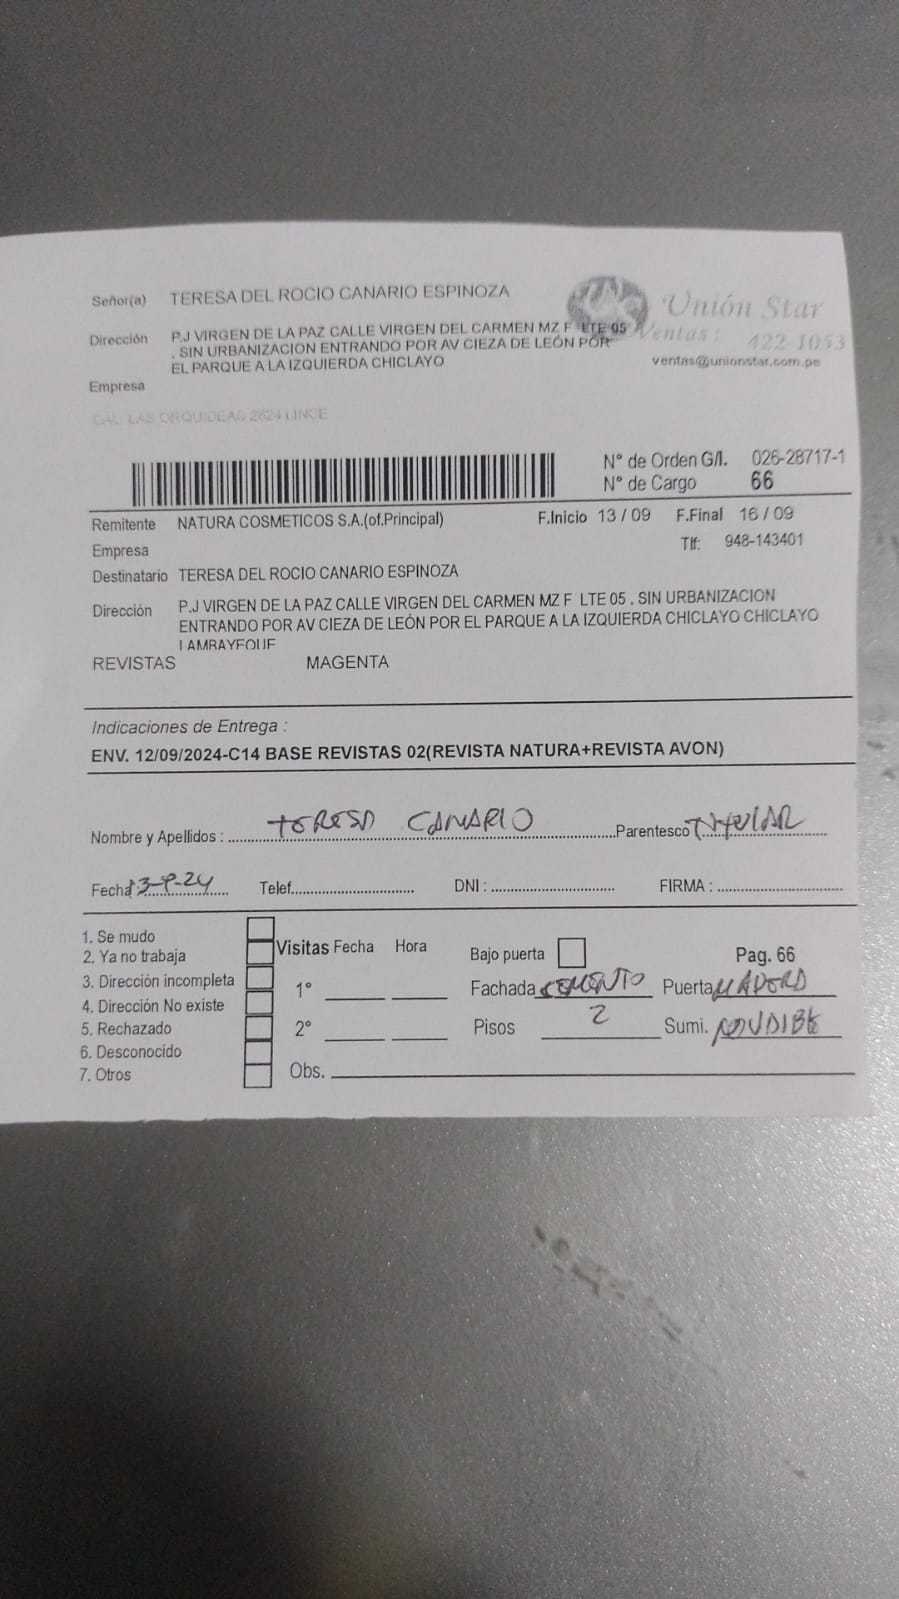 Señor(a) TERESA DEL ROCIO CANARIO ESPINOZA
Unión Star
Dirección P.J VIRGEN DE LA PAZ CALLE VIRGEN DEL CARMEN MZ F LTE 05
. SIN URBANIZACION ENTRANDO POR AV CIEZA DE LEÓN POR
EL PARQUE A LA IZQUIERDA CHICLAYO
Ventas: 422-1053
ventas@unionstar.com.pe
Empresa
CAL. LAS ORQUIDEAS 2624 LINCE
N° de Orden G/I. 026-28717-1
N° de Cargo 66
Remitente NATURA COSMETICOS S.A.(of.Principal) F.Inicio 13 / 09 F.Final 16 / 09
Empresa Tlf: 948-143401
Destinatario TERESA DEL ROCIO CANARIO ESPINOZA
Dirección P.J VIRGEN DE LA PAZ CALLE VIRGEN DEL CARMEN MZ F LTE 05 . SIN URBANIZACION
ENTRANDO POR AV CIEZA DE LEÓN POR EL PARQUE A LA IZQUIERDA CHICLAYO CHICLAYO
LAMBAYEQUE
REVISTAS MAGENTA
Indicaciones de Entrega :
ENV. 12/09/2024-C14 BASE REVISTAS 02(REVISTA NATURA+REVISTA AVON)
Nombre y Apellidos : TERESA CANARIO Parentesco TITULAR
Fecha 13-9-24 Telef. DNI : FIRMA :
1. Se mudo
2. Ya no trabaja
3. Dirección incompleta
4. Dirección No existe
5. Rechazado
6. Desconocido
7. Otros
Visitas Fecha Hora
1°
2°
Obs.
Bajo puerta Pag. 66
Fachada CEMENTO Puerta MADERA
Pisos 2 Sumi.